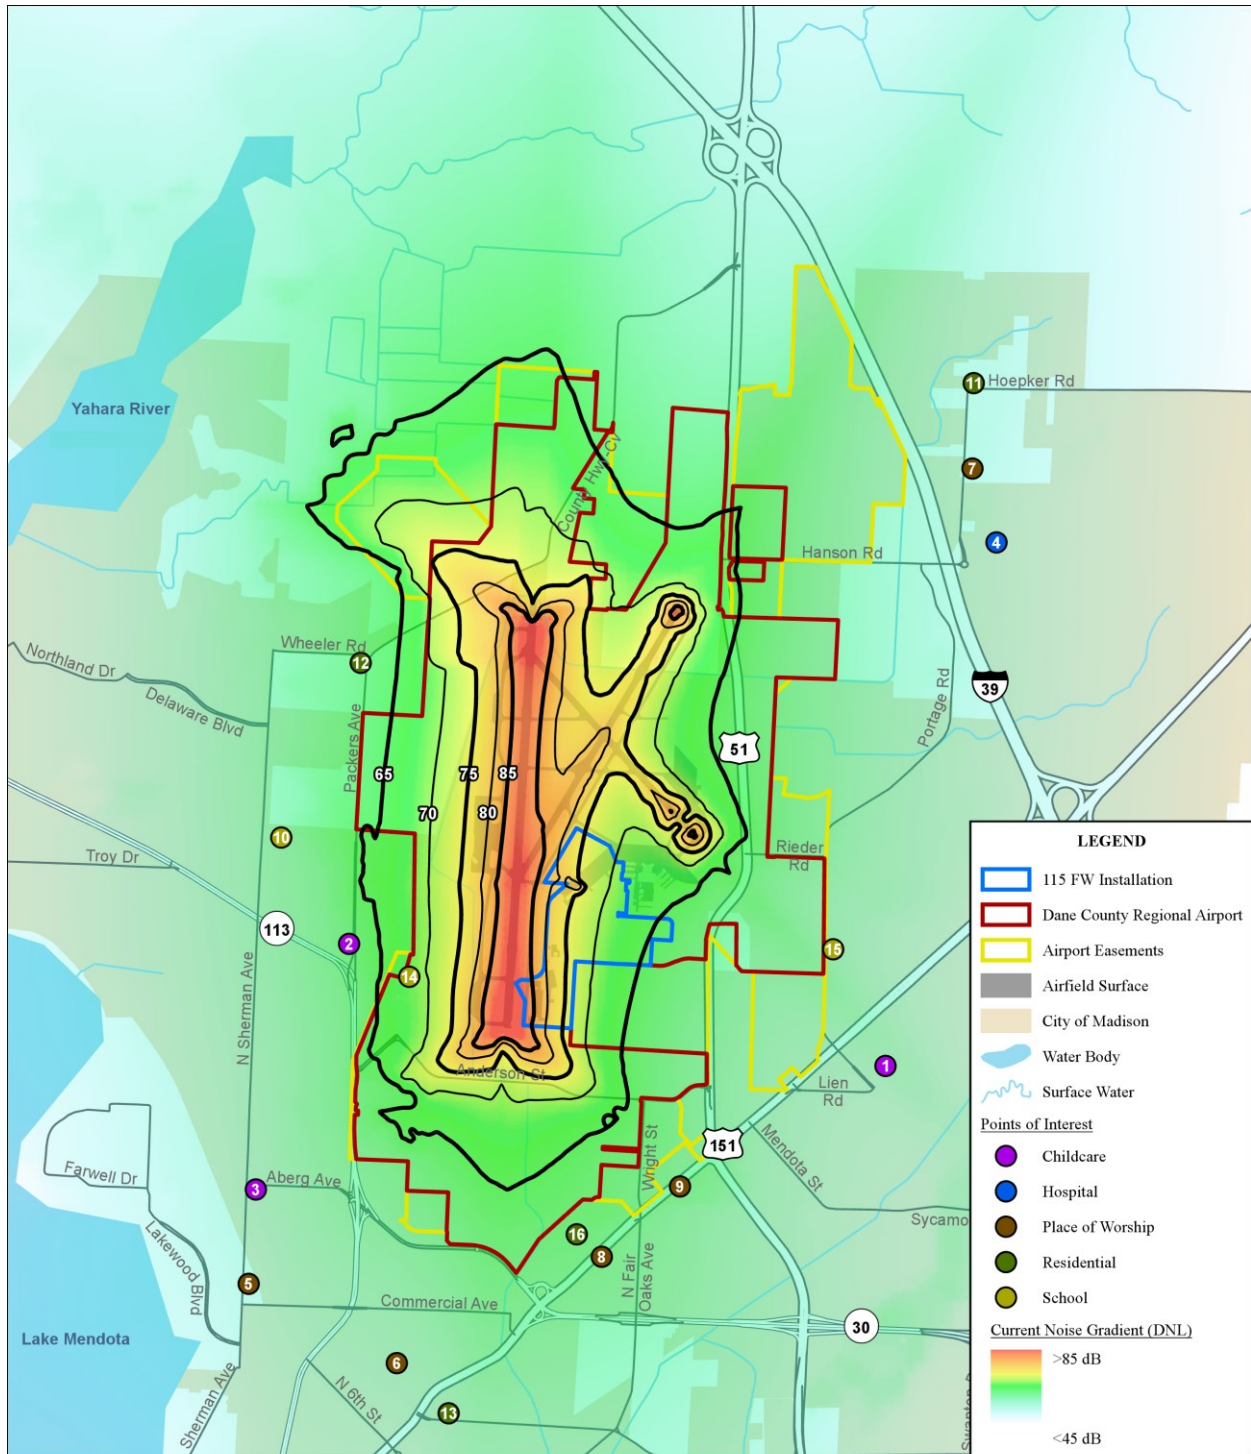 11
Hoepker Rd
Yahara River
County Hwy-Cv
7
4
Hanson Rd
Wheeler Rd
12
Northland Dr
Delaware Blvd
39
Packers Ave
Portage Rd
51
65
75
85
70
80
10
Troy Dr
Rieder
Rd
113
2
14
15
N Sherman Ave
1
Anderson St
Lien
Rd
151
Mendota St
Wright St
Farwell Dr
3
Aberg Ave
9
Sycamo
Lakewood Blvd
16
8
N Fair
Oaks Ave
5
Commercial Ave
30
Lake Mendota
6
N 6th St
13
Sherman Ave
LEGEND
115 FW Installation
Dane County Regional Airport
Airport Easements
Airfield Surface
City of Madison
Water Body
Surface Water
Points of Interest
Childcare
Hospital
Place of Worship
Residential
School
Current Noise Gradient (DNL)
>85 dB
<45 dB